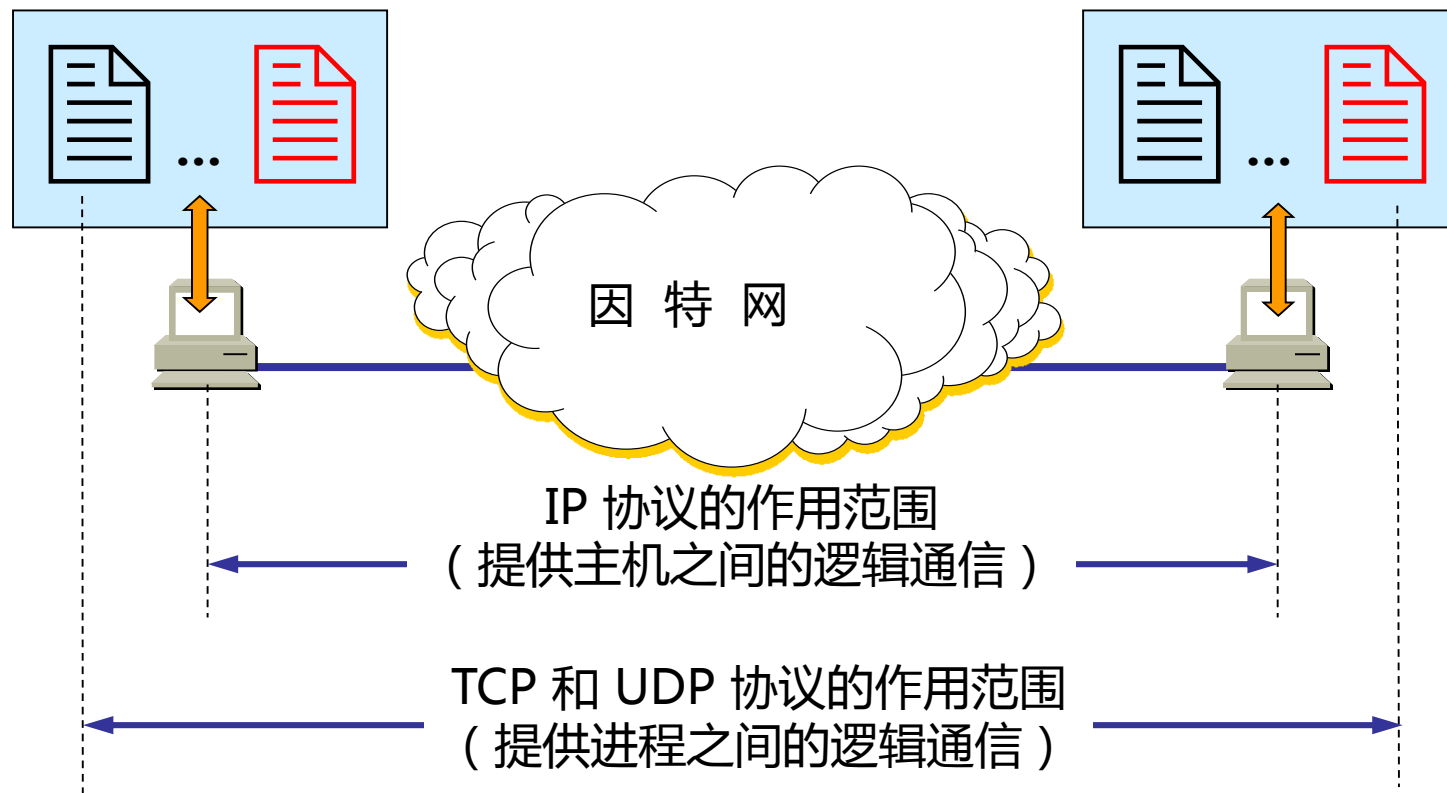 ...
...
因 特 网
IP 协议的作用范围
（提供主机之间的逻辑通信）
TCP 和 UDP 协议的作用范围
（提供进程之间的逻辑通信）